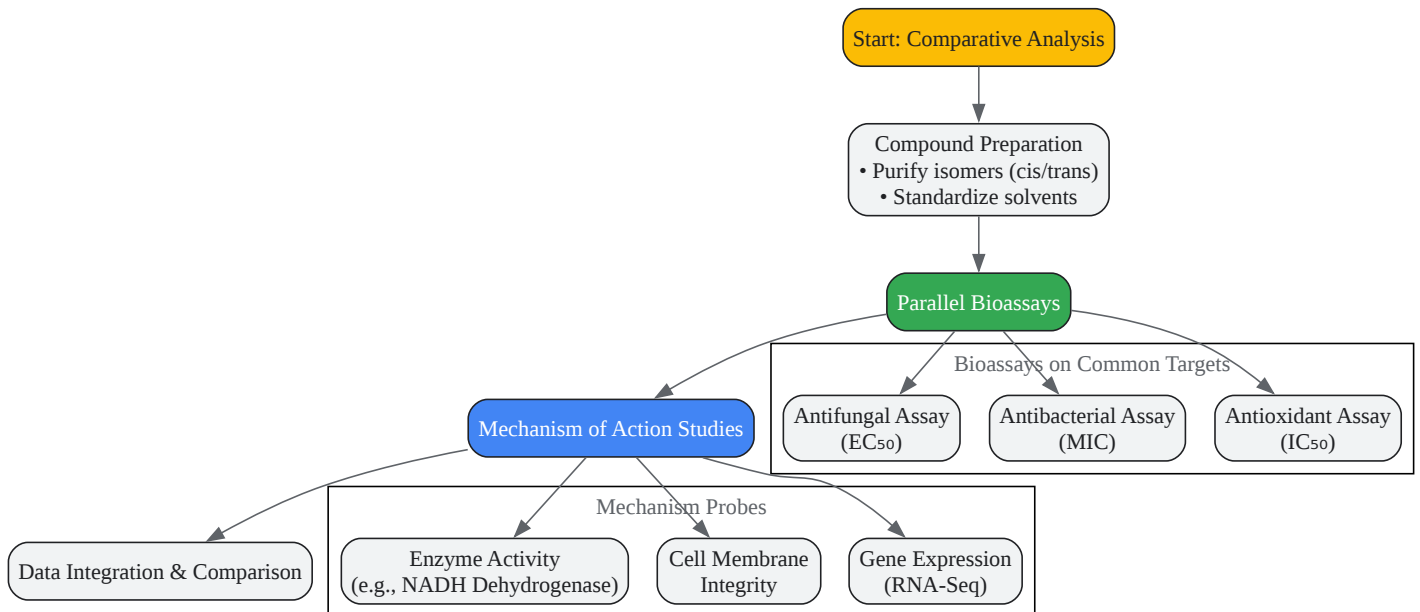 Start: Comparative Analysis
Compound Preparation
• Purify isomers (cis/trans)
• Standardize solvents
Parallel Bioassays
Bioassays on Common Targets
Antifungal Assay
(EC₅₀)
Antibacterial Assay
(MIC)
Antioxidant Assay
(IC₅₀)
Mechanism of Action Studies
Mechanism Probes
Data Integration & Comparison
Enzyme Activity
(e.g., NADH Dehydrogenase)
Cell Membrane
Integrity
Gene Expression
(RNA-Seq)